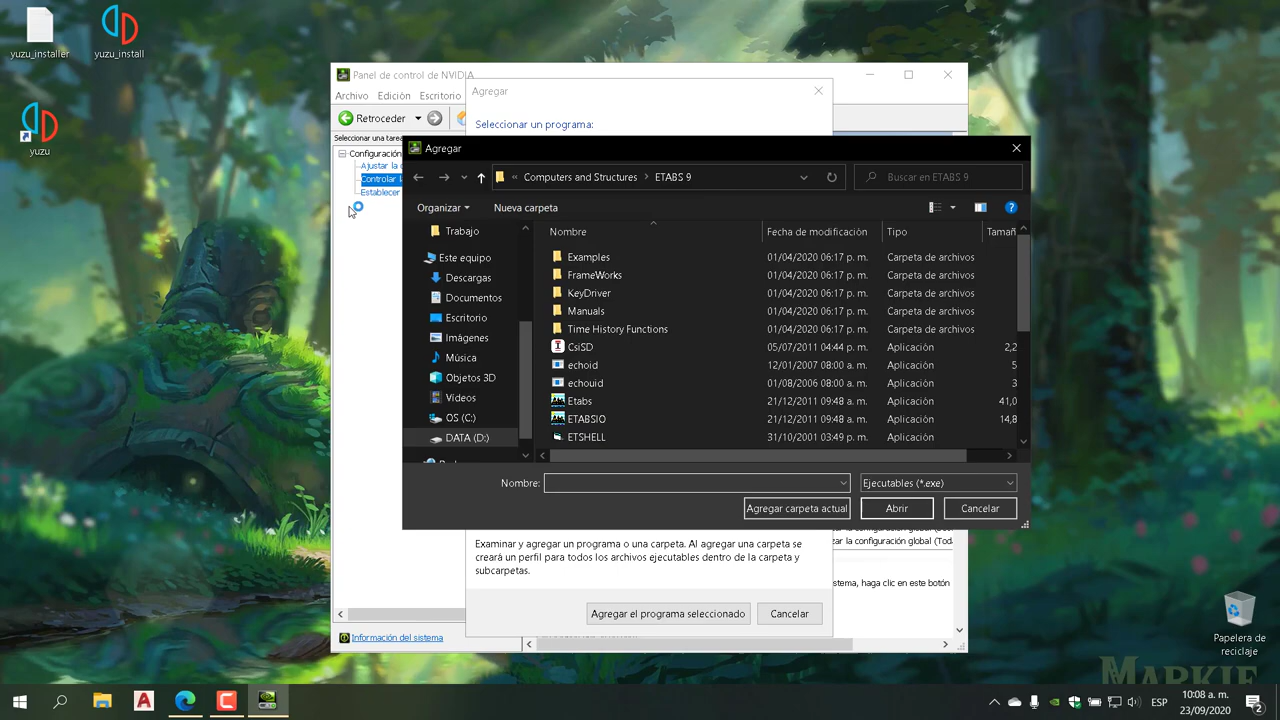 yuzu_installer
yuzu_install
yuzu
Panel de control de NVIDIA
Archivo Edición Escritorio
Retroceder
Seleccionar una tarea
Configuración
Ajustar la c
Controlar l
Establecer
Agregar
Seleccionar un programa:
Agregar
« Computers and Structures › ETABS 9
Buscar en ETABS 9
Organizar Nueva carpeta
Trabajo
Este equipo
Descargas
Documentos
Escritorio
Imágenes
Música
Objetos 3D
Vídeos
OS (C:)
DATA (D:)
Nombre Fecha de modificación Tipo Tamañ
Examples 01/04/2020 06:17 p. m. Carpeta de archivos
FrameWorks 01/04/2020 06:17 p. m. Carpeta de archivos
KeyDriver 01/04/2020 06:17 p. m. Carpeta de archivos
Manuals 01/04/2020 06:17 p. m. Carpeta de archivos
Time History Functions 01/04/2020 06:17 p. m. Carpeta de archivos
CsiSD 05/07/2011 04:44 p. m. Aplicación 2,2
echoid 12/01/2007 08:00 a. m. Aplicación 5
echouid 01/08/2006 08:00 a. m. Aplicación 3
Etabs 21/12/2011 09:48 a. m. Aplicación 41,0
ETABSIO 21/12/2011 09:48 a. m. Aplicación 14,8
ETSHELL 31/10/2001 03:49 p. m. Aplicación
Nombre:
Ejecutables (*.exe)
Agregar carpeta actual Abrir Cancelar
Examinar y agregar un programa o una carpeta. Al agregar una carpeta se
creará un perfil para todos los archivos ejecutables dentro de la carpeta y
subcarpetas.
Agregar el programa seleccionado Cancelar
zar la configuración global (Toda
stema, haga clic en este botón
Información del sistema
Papelera de
reciclaje
MARKIE
ESP
10:08 a. m.
23/09/2020
2